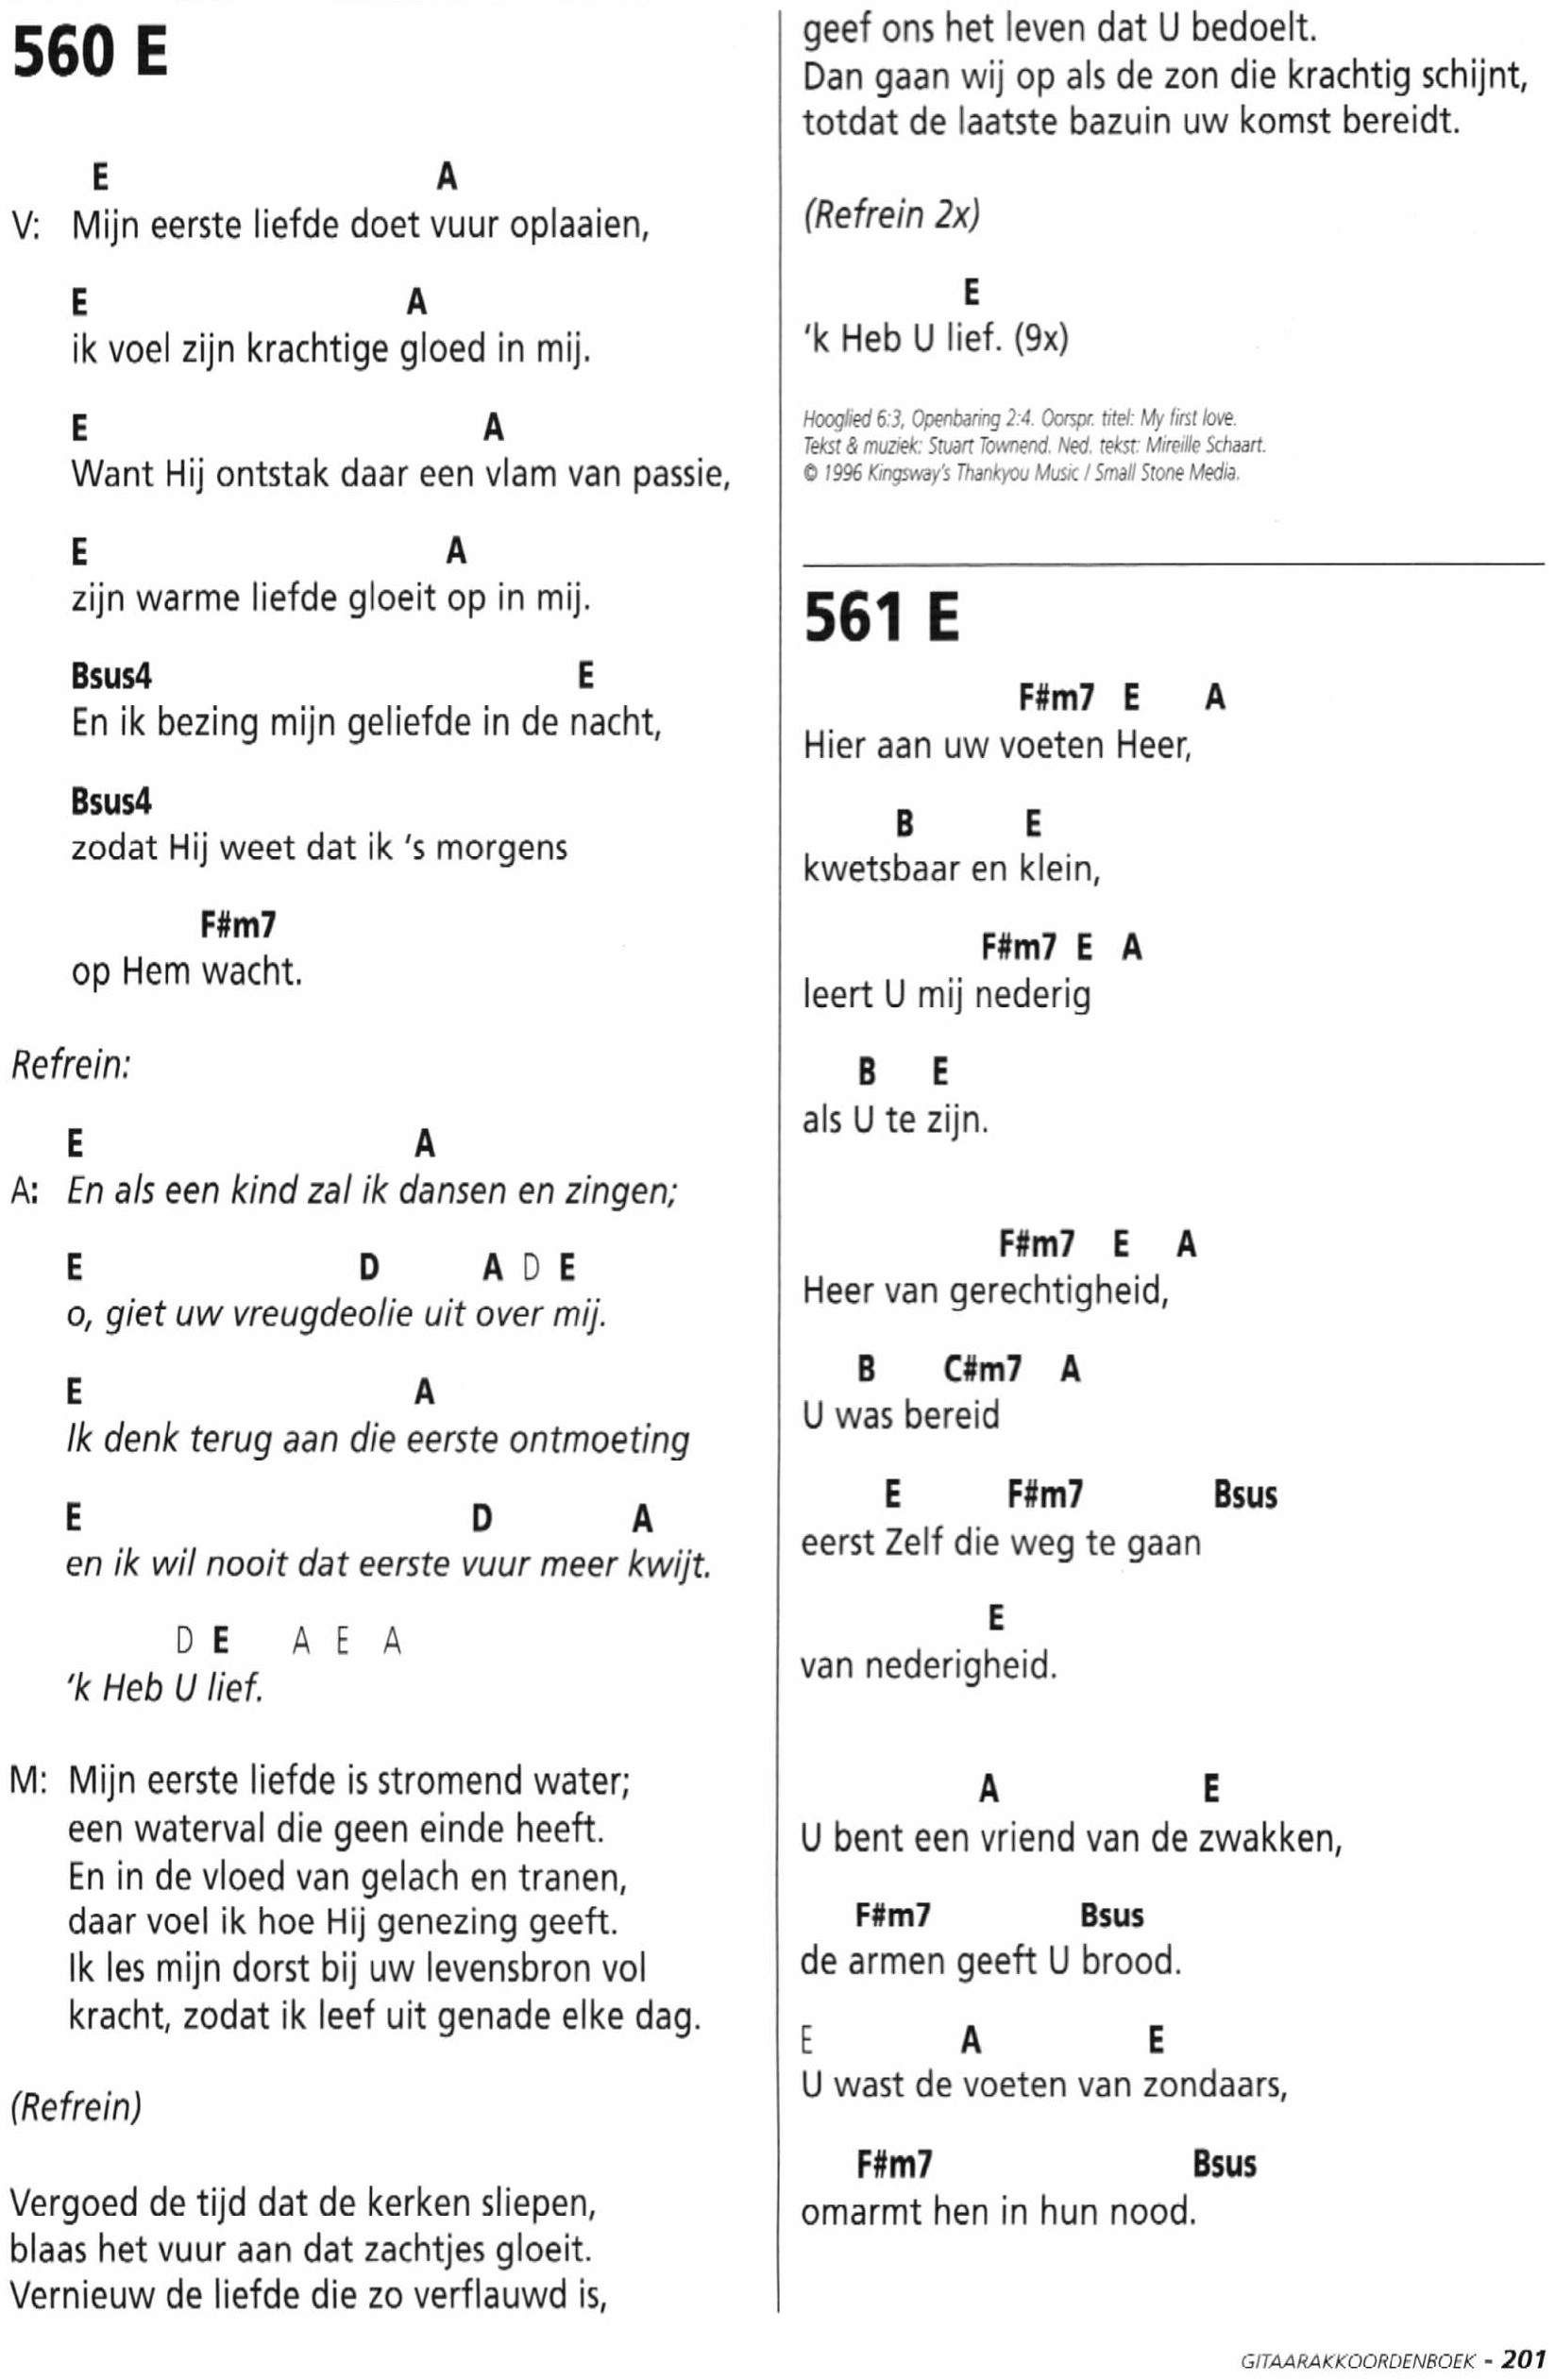 560 E
E A
V: Mijn eerste liefde doet vuur oplaaien,
E A
ik voel zijn krachtige gloed in mij.
E A
Want Hij ontstak daar een vlam van passie,
E A
zijn warme liefde gloeit op in mij.
Bsus4 E
En ik bezing mijn geliefde in de nacht,
Bsus4
zodat Hij weet dat ik ‘s morgens
F#m7
op Hem wacht.
Refrein:
E A
A: En als een kind zal ik dansen en zingen;
E D A D E
o, giet uw vreugdeolie uit over mij.
E A
Ik denk terug aan die eerste ontmoeting
E D A
en ik wil nooit dat eerste vuur meer kwijt.
D E A E A
‘k Heb U lief.
M: Mijn eerste liefde is stromend water;
een waterval die geen einde heeft.
En in de vloed van gelach en tranen,
daar voel ik hoe Hij genezing geeft.
Ik les mijn dorst bij uw levensbron vol
kracht, zodat ik leef uit genade elke dag.
(Refrein)
Vergoed de tijd dat de kerken sliepen,
blaas het vuur aan dat zachtjes gloeit.
Vernieuw de liefde die zo verflauwd is,
geef ons het leven dat U bedoelt.
Dan gaan wij op als de zon die krachtig schijnt,
totdat de laatste bazuin uw komst bereidt.
(Refrein 2x)
E
‘k Heb U lief. (9x)
Hooglied 6:3, Openbaring 2:4. Oorspr. titel: My first love.
Tekst & muziek: Stuart Townend. Ned. tekst: Mireille Schaart.
© 1996 Kingsway's Thankyou Music / Small Stone Media.
561 E
F#m7 E A
Hier aan uw voeten Heer,
B E
kwetsbaar en klein,
F#m7 E A
leert U mij nederig
B E
als U te zijn.
F#m7 E A
Heer van gerechtigheid,
B C#m7 A
U was bereid
E F#m7 Bsus
eerst Zelf die weg te gaan
E
van nederigheid.
A E
U bent een vriend van de zwakken,
F#m7 Bsus
de armen geeft U brood.
E A E
U wast de voeten van zondaars,
F#m7 Bsus
omarmt hen in hun nood.
GITAARAKKOORDENBOEK - 201